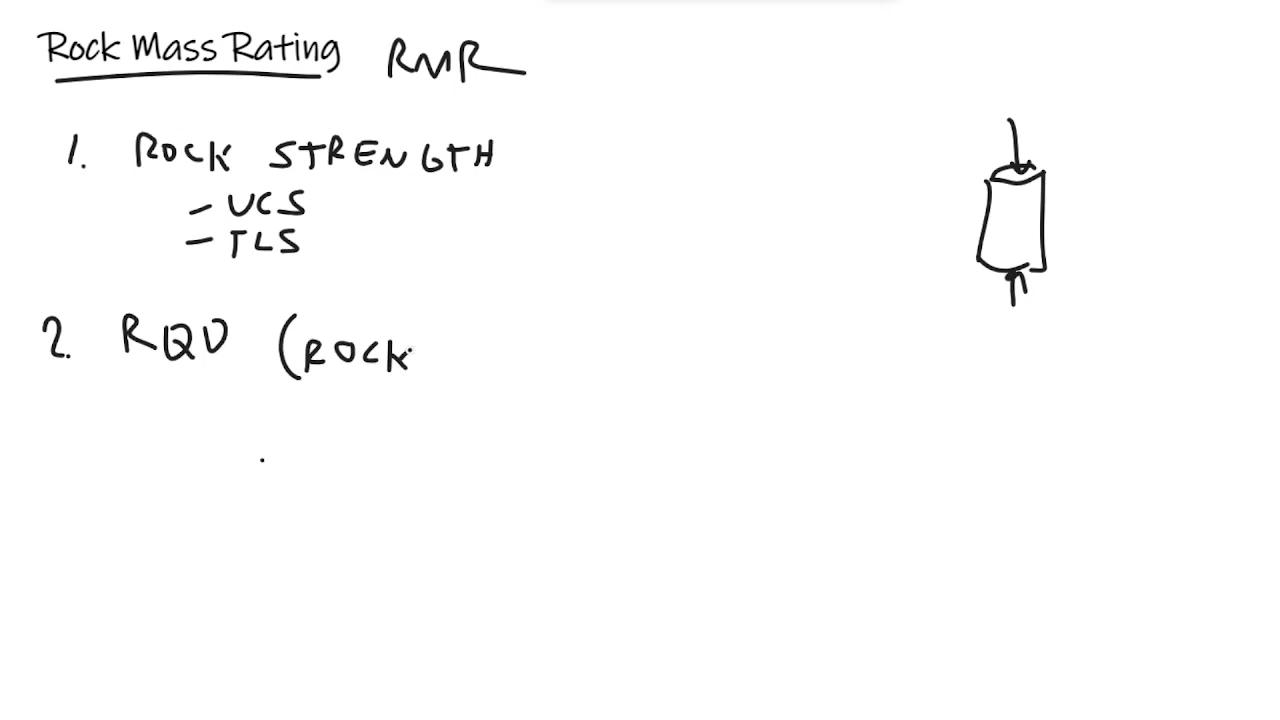 Rock Mass Rating RMR
1. ROCK STRENGTH
- UCS
- TLS
2. RQD (ROCK